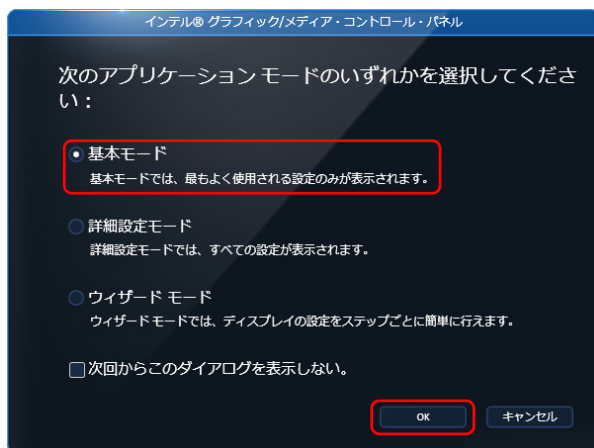 インテル® グラフィック/メディア・コントロール・パネル
次のアプリケーション モードのいずれかを選択してくださ
い：
基本モード
基本モードでは、最もよく使用される設定のみが表示されます。
詳細設定モード
詳細設定モードでは、すべての設定が表示されます。
ウィザード モード
ウィザードモードでは、ディスプレイの設定をステップごとに簡単に行えます。
次回からこのダイアログを表示しない。
OK キャンセル